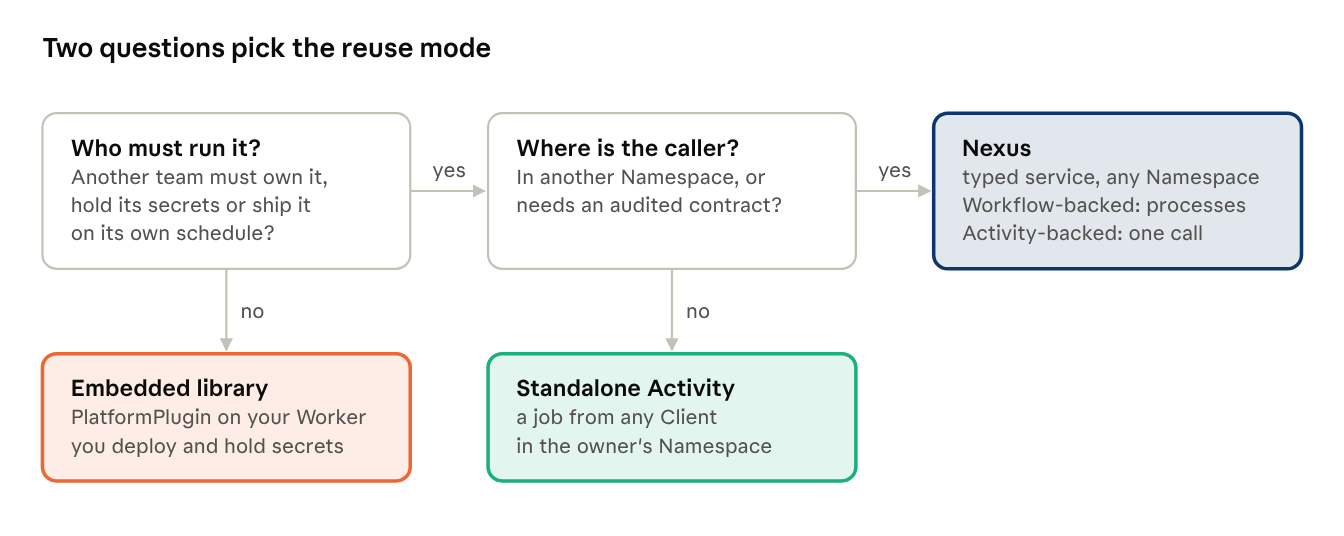 Two questions pick the reuse mode
Who must run it?
Another team must own it,
hold its secrets or ship it
on its own schedule?
yes
Where is the caller?
In another Namespace, or
needs an audited contract?
yes
Nexus
typed service, any Namespace
Workflow-backed: processes
Activity-backed: one call
no
no
Embedded library
PlatformPlugin on your Worker
you deploy and hold secrets
Standalone Activity
a job from any Client
in the owner's Namespace